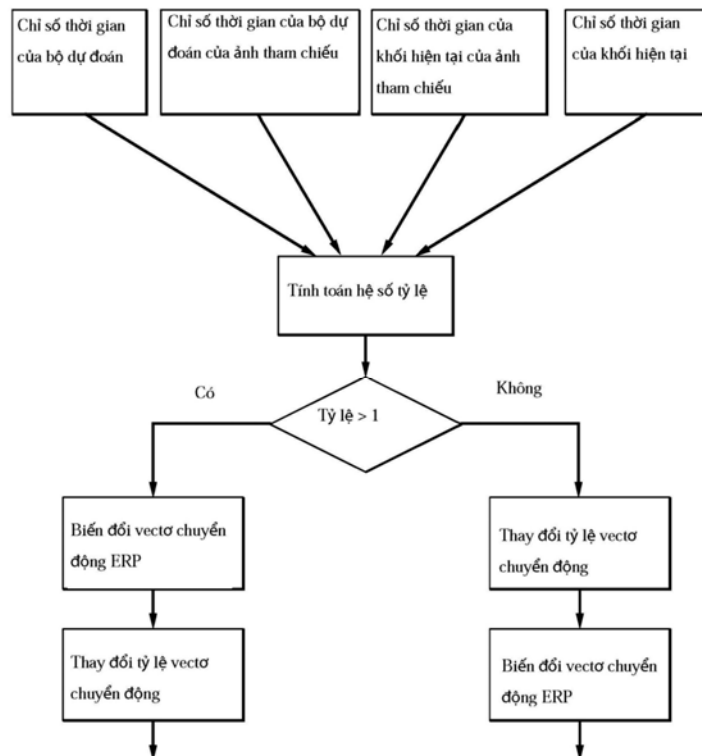 Chỉ số thời gian
của bộ dự đoán
Chỉ số thời gian của bộ dự
đoán của ảnh tham chiếu
Chỉ số thời gian của
khối hiện tại của ảnh
tham chiếu
Chỉ số thời gian
của khối hiện tại
Tính toán hệ số tỷ lệ
Có
Tỷ lệ > 1
Không
Biến đổi vectơ chuyển
động ERP
Thay đổi tỷ lệ vectơ
chuyển động
Thay đổi tỷ lệ vectơ
chuyển động
Biến đổi vectơ chuyển
động ERP